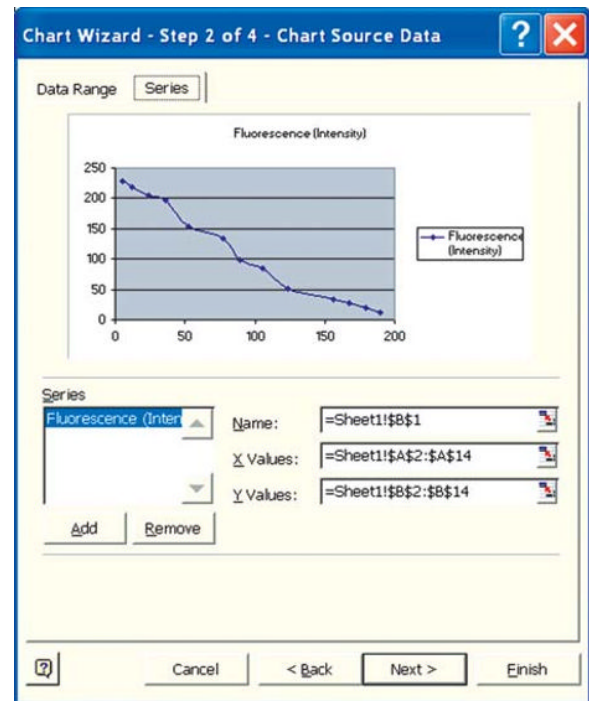 Chart Wizard - Step 2 of 4 - Chart Source Data
Data Range Series
Fluorescence (Intensity)
250
200
150
100
50
0
0 50 100 150 200
Fluorescence
(Intensity)
Series
Fluorescence (Inten
Name: =Sheet1!$B$1
X Values: =Sheet1!$A$2:$A$14
Y Values: =Sheet1!$B$2:$B$14
Add Remove
Cancel < Back Next > Finish